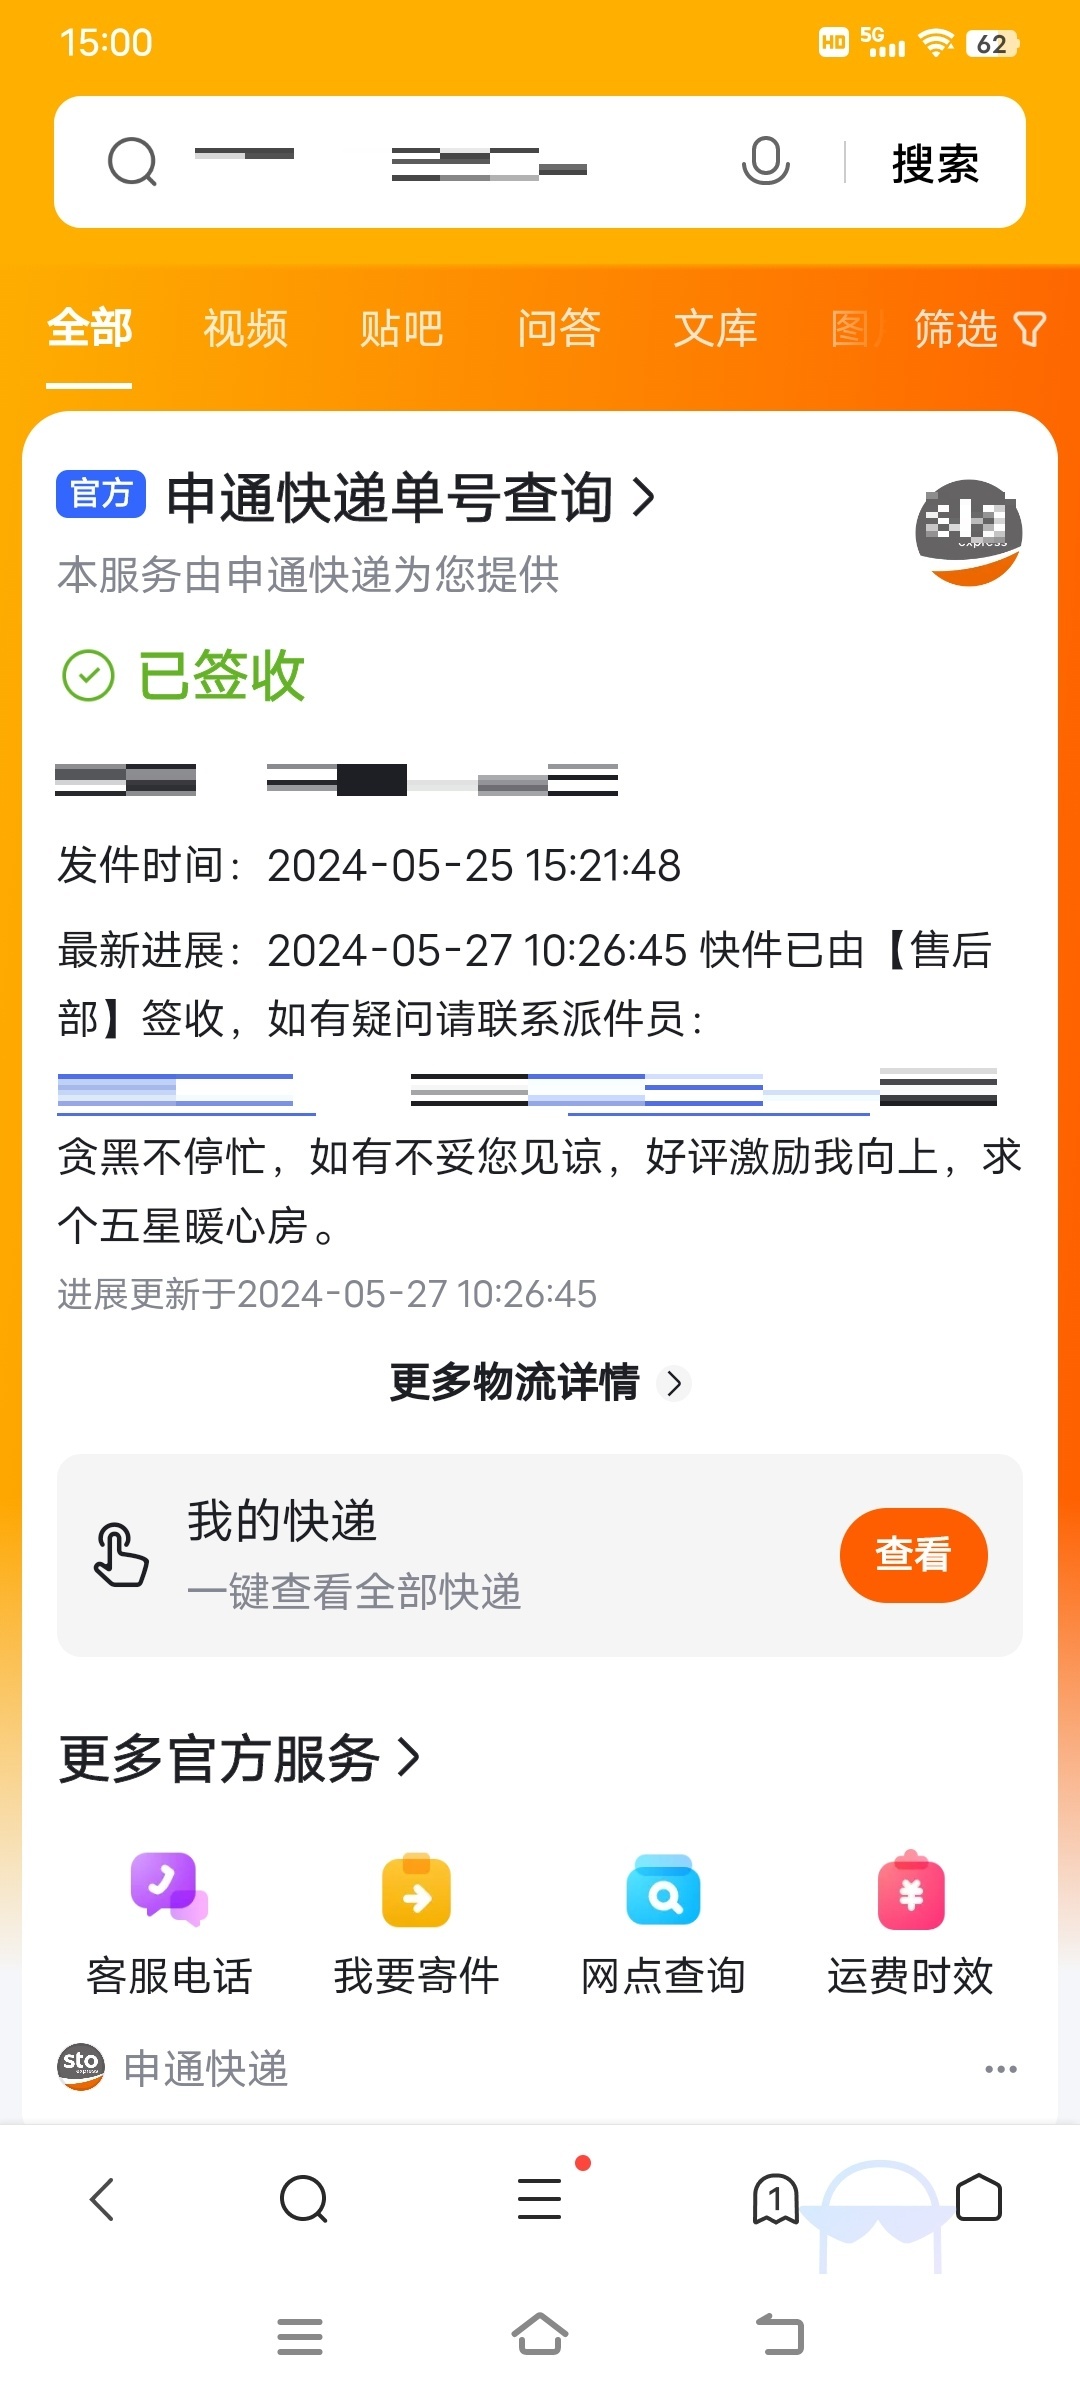 15:00
HD 5G 62
搜索
全部 视频 贴吧 问答 文库 图 筛选
官方 申通快递单号查询
express
本服务由申通快递为您提供
已签收
发件时间：2024-05-25 15:21:48
最新进展：2024-05-27 10:26:45 快件已由【售后
部】签收，如有疑问请联系派件员：
贪黑不停忙，如有不妥您见谅，好评激励我向上，求
个五星暖心房。
进展更新于2024-05-27 10:26:45
更多物流详情
我的快递
一键查看全部快递
查看
更多官方服务
客服电话 我要寄件 网点查询 运费时效
sto express 申通快递
1